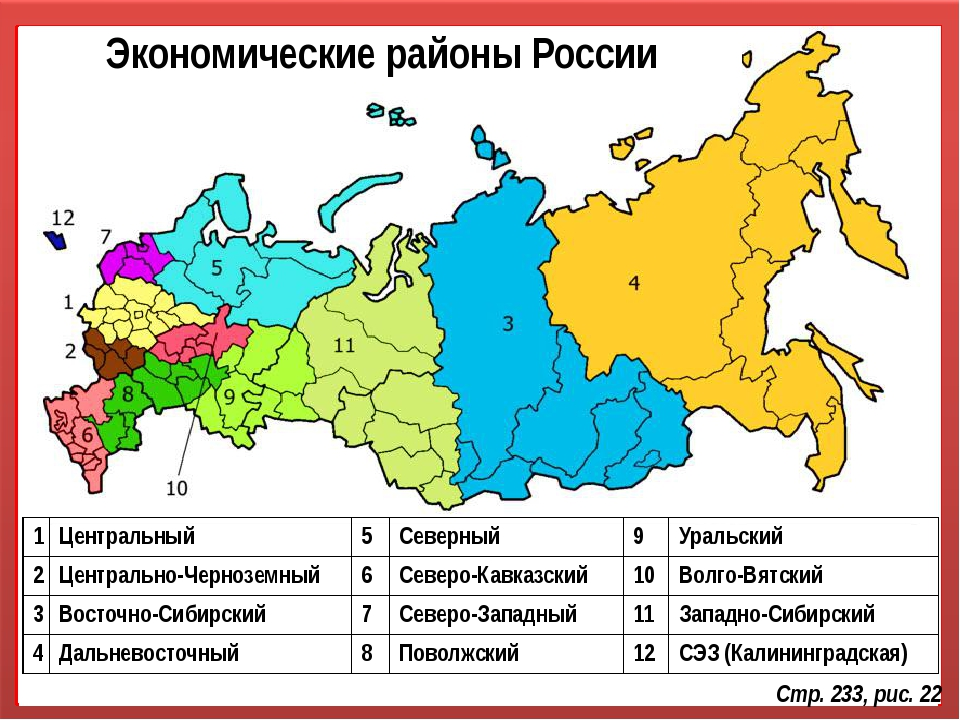 Экономические районы России
12
7
5
1
4
3
2
11
8
9
6
10
1 Центральный 5 Северный 9 Уральский
2 Центрально-Черноземный 6 Северо-Кавказский 10 Волго-Вятский
3 Восточно-Сибирский 7 Северо-Западный 11 Западно-Сибирский
4 Дальневосточный 8 Поволжский 12 СЭЗ (Калининградская)
Стр. 233, рис. 22